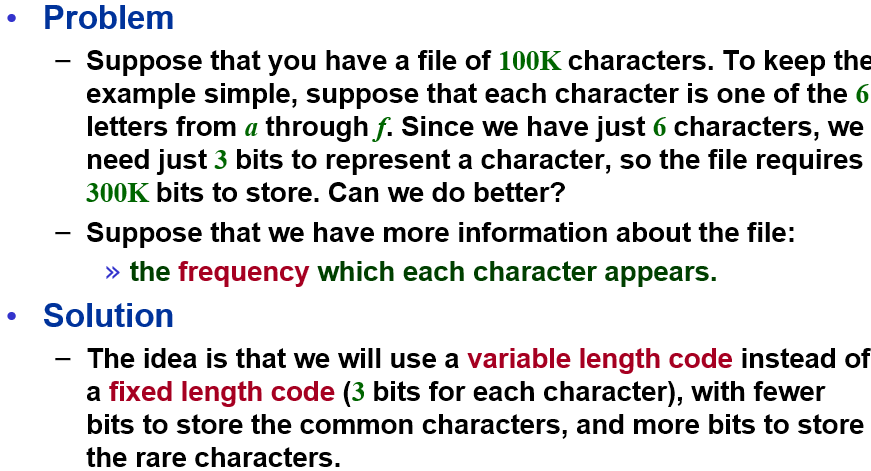 • Problem
– Suppose that you have a file of 100K characters. To keep the
example simple, suppose that each character is one of the 6
letters from a through f. Since we have just 6 characters, we
need just 3 bits to represent a character, so the file requires
300K bits to store. Can we do better?
– Suppose that we have more information about the file:
» the frequency which each character appears.
• Solution
– The idea is that we will use a variable length code instead of
a fixed length code (3 bits for each character), with fewer
bits to store the common characters, and more bits to store
the rare characters.